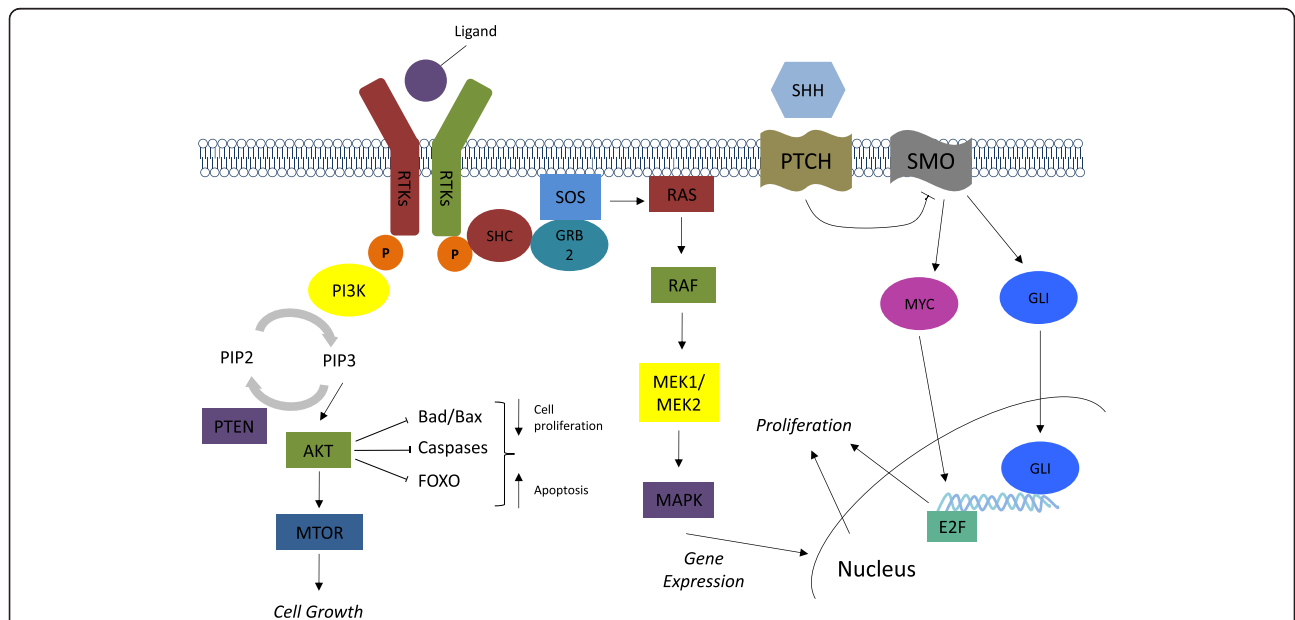 Ligand
SHH
PTCH
SMO
RTKs
RTKs
SOS
RAS
SHC
GRB
2
P
P
PI3K
RAF
MYC
GLI
PIP2
PIP3
MEK1/
MEK2
PTEN
AKT
Bad/Bax
Caspases
FOXO
Cell
proliferation
Apoptosis
Proliferation
GLI
MAPK
MTOR
E2F
Gene
Expression
Nucleus
Cell Growth